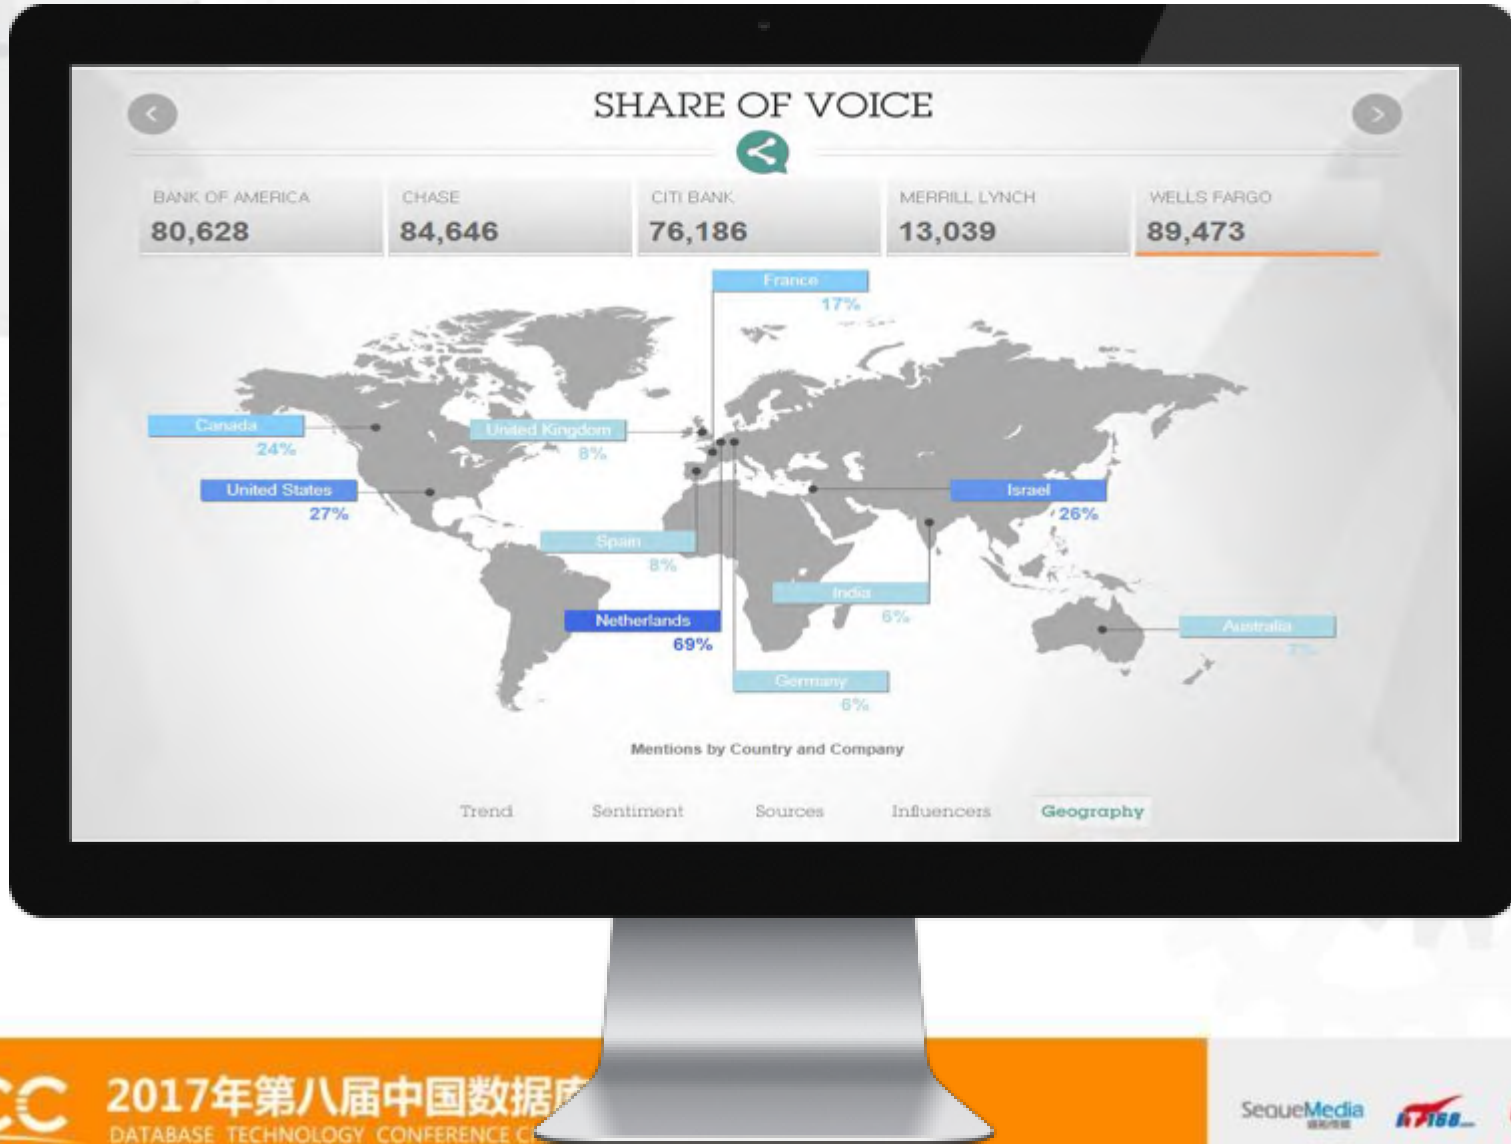 SHARE OF VOICE
BANK OF AMERICA
80,628
CHASE
84,646
CITI BANK
76,186
MERRILL LYNCH
13,039
WELLS FARGO
89,473
France
17%
Canada
24%
United Kingdom
8%
United States
27%
Israel
26%
Spain
8%
India
6%
Netherlands
69%
Australia
7%
Germany
6%
Mentions by Country and Company
Trend
Sentiment
Sources
Influencers
Geography
2017年第八届中国数据库
DATABASE TECHNOLOGY CONFERENCE
SequeMedia
IT168